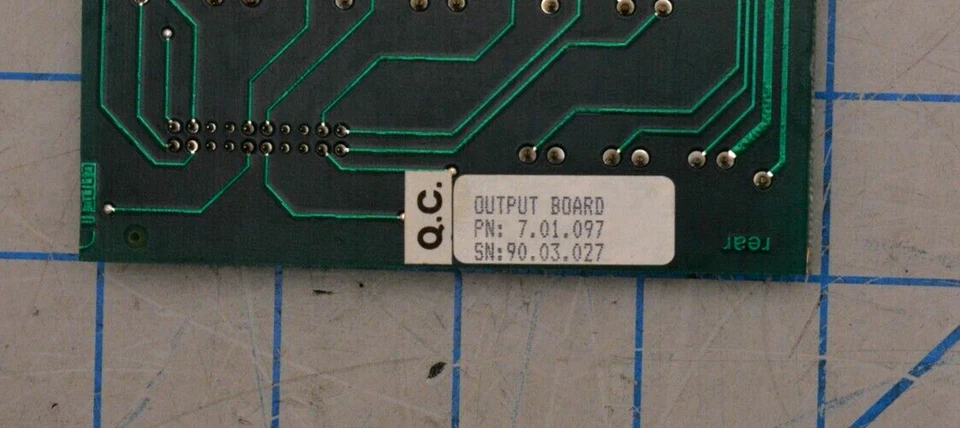 Q.C.
OUTPUT BOARD
PN: 7.01.097
SN:90.03.027
rear